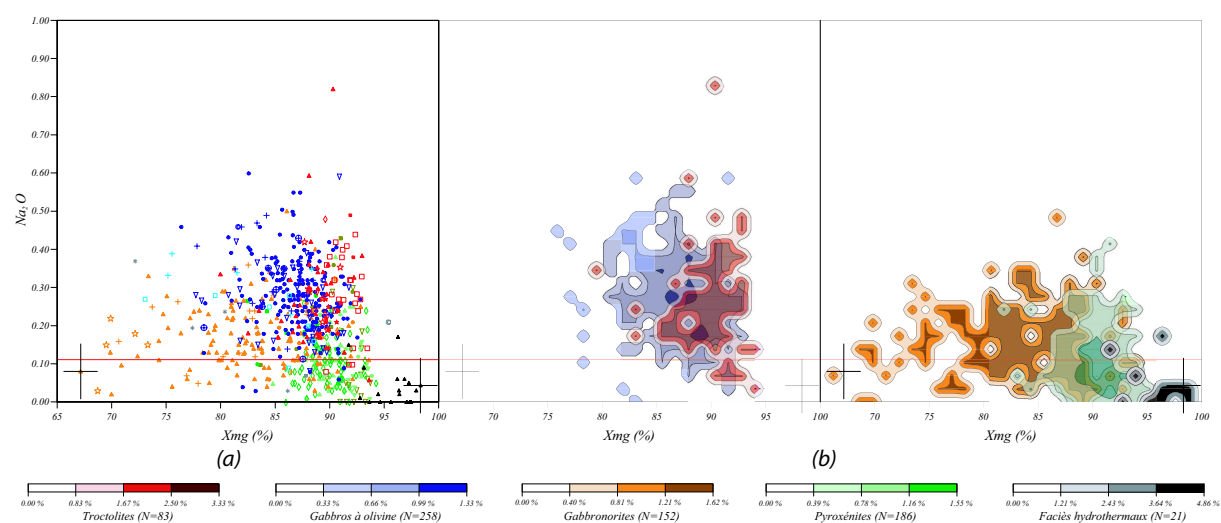 1.00
0.90
0.80
0.70
0.60
0.50
0.40
0.30
0.20
0.10
0.00
Na2O
65 70 75 80 85 90 95 100
70 75 80 85 90 95 100
70 75 80 85 90 95 100
Xmg (%) Xmg (%) Xmg (%)
(a) (b)
0.00 % 0.83 % 1.67 % 2.50 % 3.33 %
Troctolites (N=83)
0.00 % 0.33 % 0.66 % 0.99 % 1.33 %
Gabbros à olivine (N=258)
0.00 % 0.40 % 0.81 % 1.21 % 1.62 %
Gabbronorites (N=152)
0.00 % 0.39 % 0.78 % 1.16 % 1.55 %
Pyroxénites (N=186)
0.00 % 1.21 % 2.43 % 3.64 % 4.86 %
Faciès hydrothermaux (N=21)